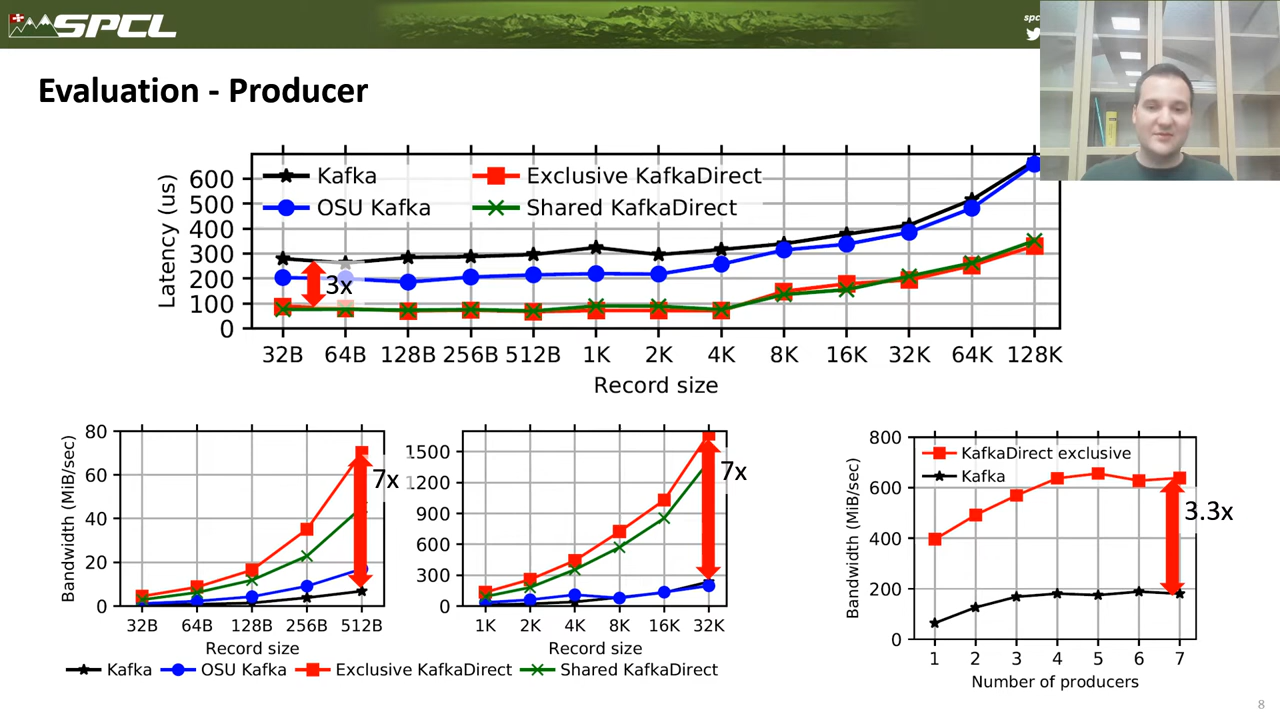 SPCL
spc
Evaluation - Producer
Latency (us)
600
500
400
300
200
100
0
Kafka
OSU Kafka
Exclusive KafkaDirect
Shared KafkaDirect
3x
32B 64B 128B 256B 512B 1K 2K 4K 8K 16K 32K 64K 128K
Record size
Bandwidth (MiB/sec)
80
60
40
20
0
7x
32B 64B 128B 256B 512B
Record size
1500
1200
900
600
300
0
7x
1K 2K 4K 8K 16K 32K
Record size
Kafka OSU Kafka Exclusive KafkaDirect Shared KafkaDirect
Bandwidth (MiB/sec)
800
600
400
200
0
KafkaDirect exclusive
Kafka
3.3x
1 2 3 4 5 6 7
Number of producers
8